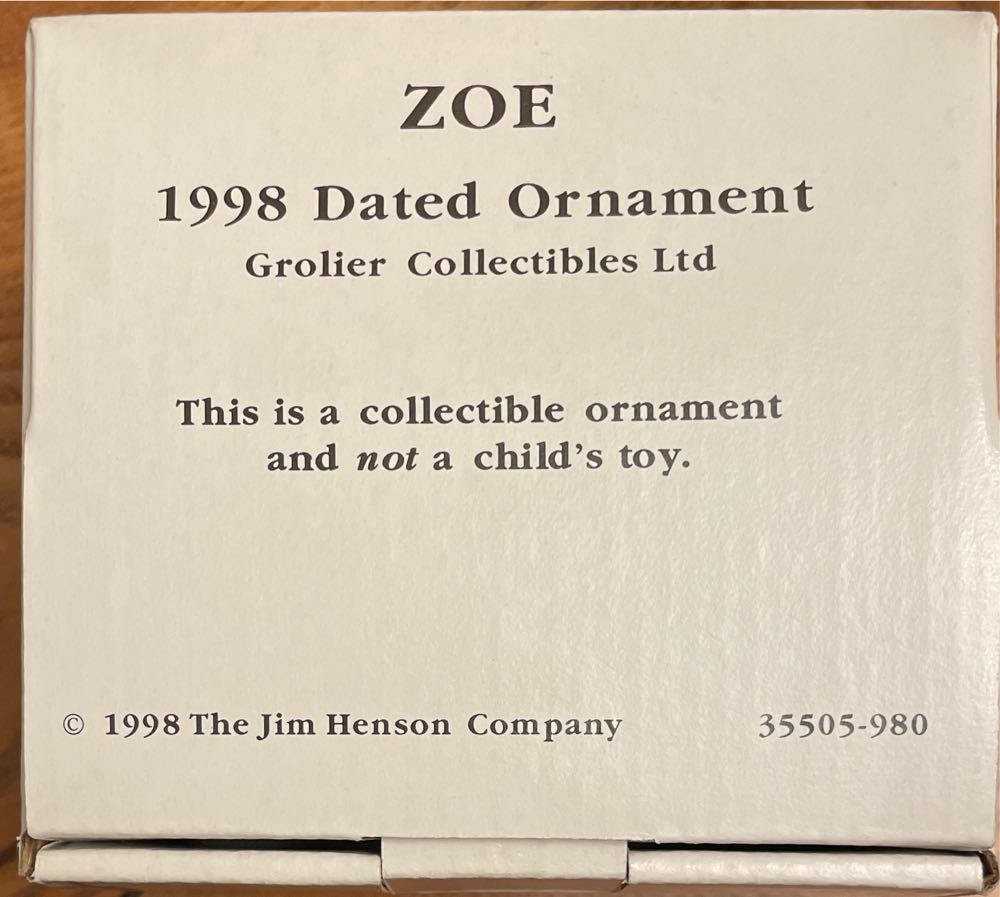 ZOE
1998 Dated Ornament
Grolier Collectibles Ltd
This is a collectible ornament
and not a child's toy.
© 1998 The Jim Henson Company 35505-980